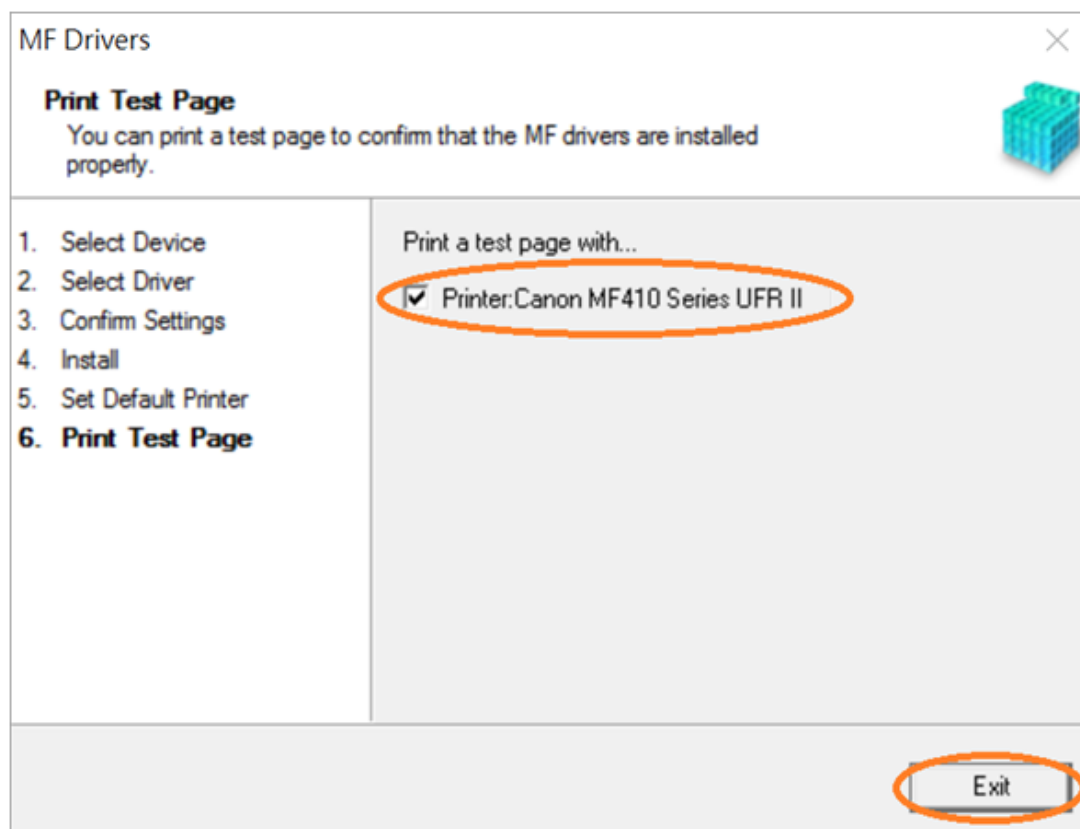 MF Drivers
Print Test Page
You can print a test page to confirm that the MF drivers are installed
properly.
1. Select Device
2. Select Driver
3. Confirm Settings
4. Install
5. Set Default Printer
6. Print Test Page
Print a test page with...
Printer:Canon MF410 Series UFR II
Exit